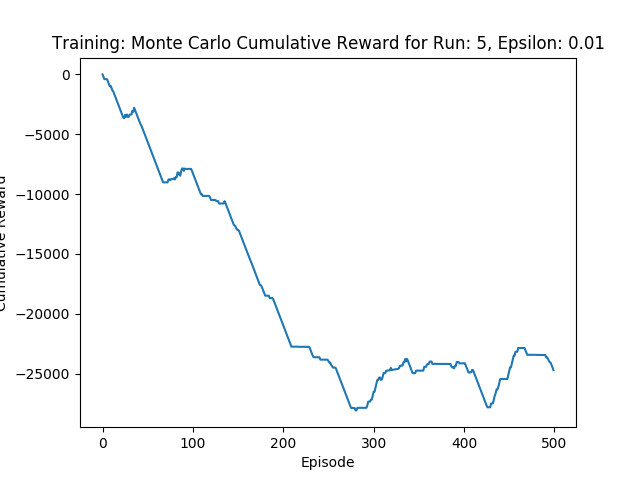 Training: Monte Carlo Cumulative Reward for Run: 5, Epsilon: 0.01
0
−5000
−10000
−15000
−20000
−25000
Cumulative Reward
0 100 200 300 400 500
Episode